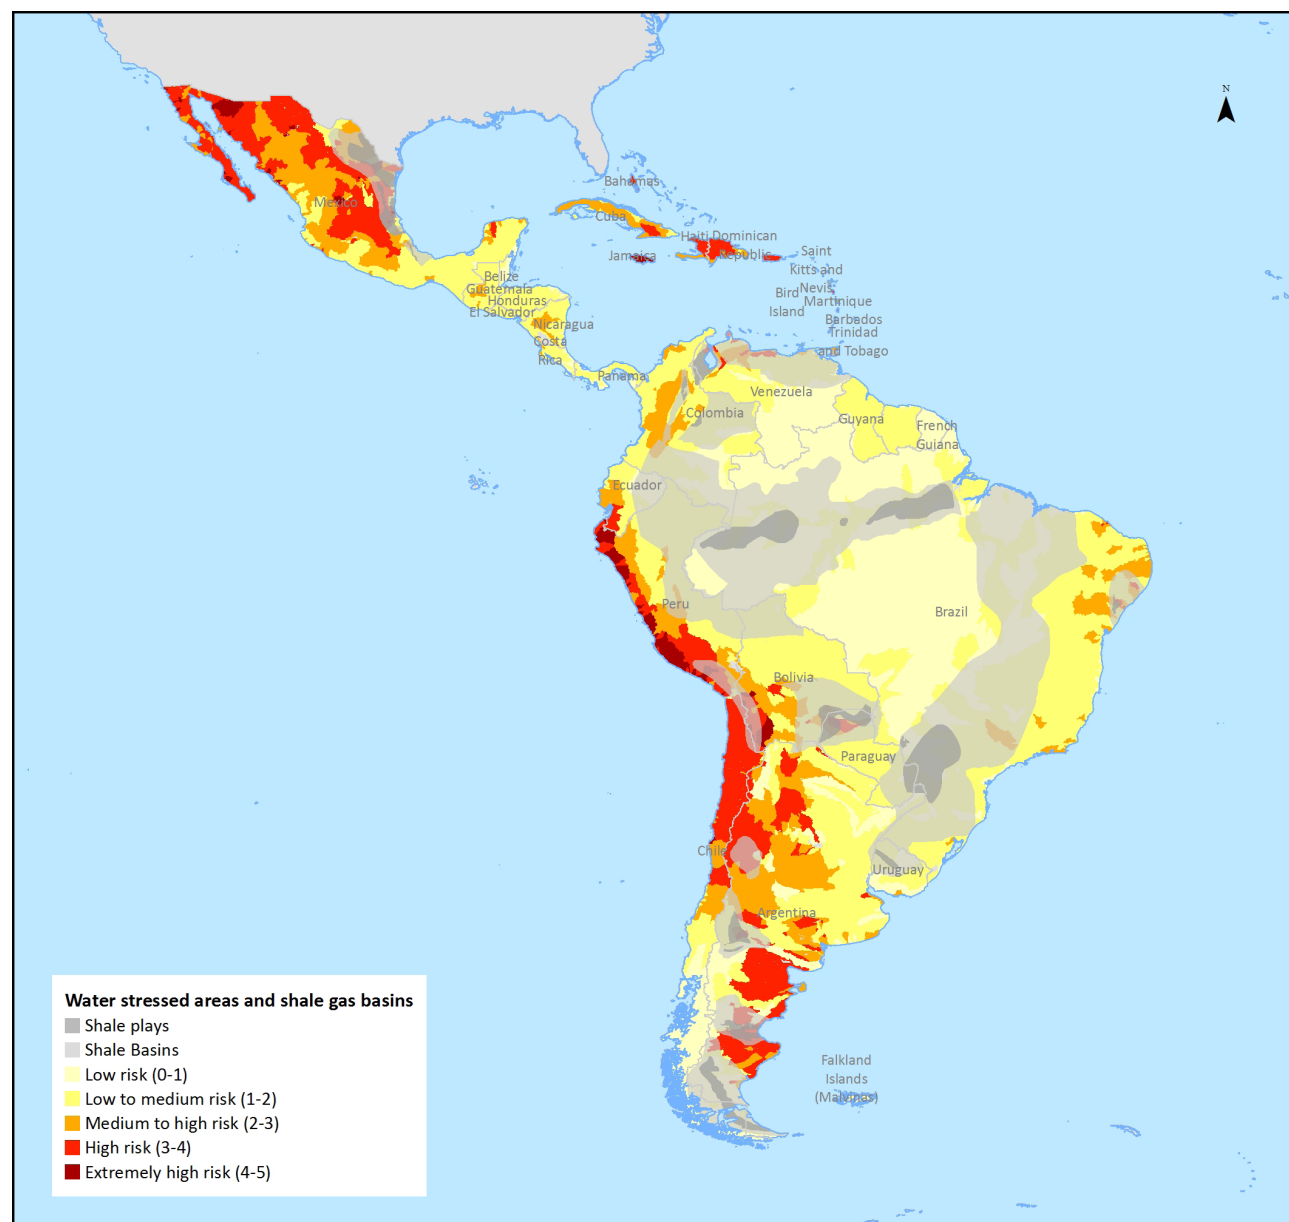 N
Bahamas
Mexico
Cuba
Haiti Dominican
Republic
Jamaica
Saint
Kitts and
Nevis
Belize
Guatemala
Honduras
El Salvador
Bird
Island
Martinique
Barbados
Nicaragua
Trinidad
and Tobago
Costa
Rica
Panama
Venezuela
Colombia
Guyana
French
Guiana
Ecuador
Peru
Brazil
Bolivia
Paraguay
Chile
Uruguay
Argentina
Falkland
Islands
(Malvinas)
Water stressed areas and shale gas basins
Shale plays
Shale Basins
Low risk (0-1)
Low to medium risk (1-2)
Medium to high risk (2-3)
High risk (3-4)
Extremely high risk (4-5)